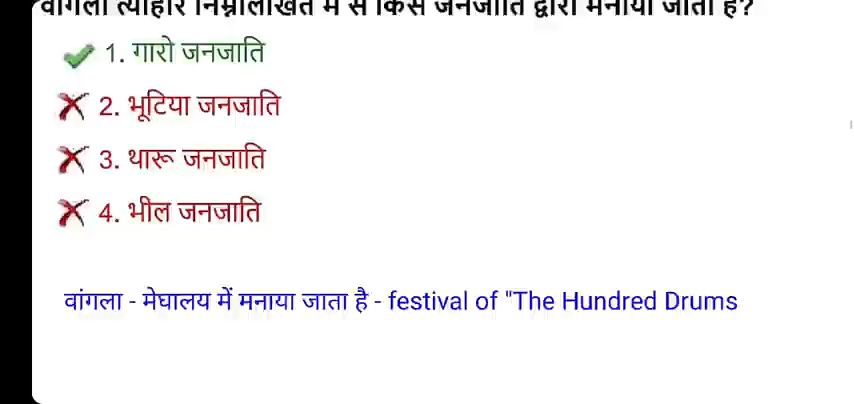 वांगला त्योहार निम्नलिखित में से किस जनजाति द्वारा मनाया जाता है?
1. गारो जनजाति
2. भूटिया जनजाति
3. थारू जनजाति
4. भील जनजाति
वांगला - मेघालय में मनाया जाता है - festival of "The Hundred Drums